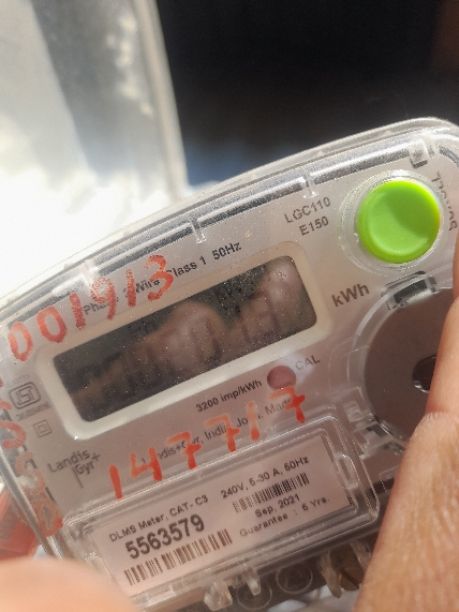 LGC110
E150
Class 1 50Hz
001913
kWh
CAL
3200 imp/kWh
Landis
Gyr+
147717
DLMS Meter, CAT- C3 240V, 5-30 A, 50Hz
5563579
Sep, 2021
Guarantee : 5 Yrs.